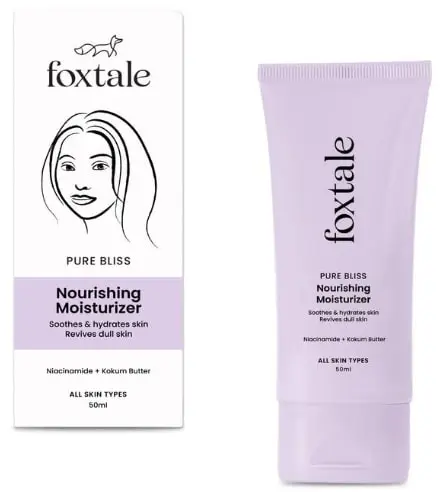 foxtale
PURE BLISS
Nourishing
Moisturizer
Soothes & hydrates skin
Revives dull skin
Niacinamide + Kokum Butter
ALL SKIN TYPES
50ml
foxtale
PURE BLISS
Nourishing
Moisturizer
Soothes & hydrates skin
Revives dull skin
Niacinamide + Kokum Butter
ALL SKIN TYPES
50ml